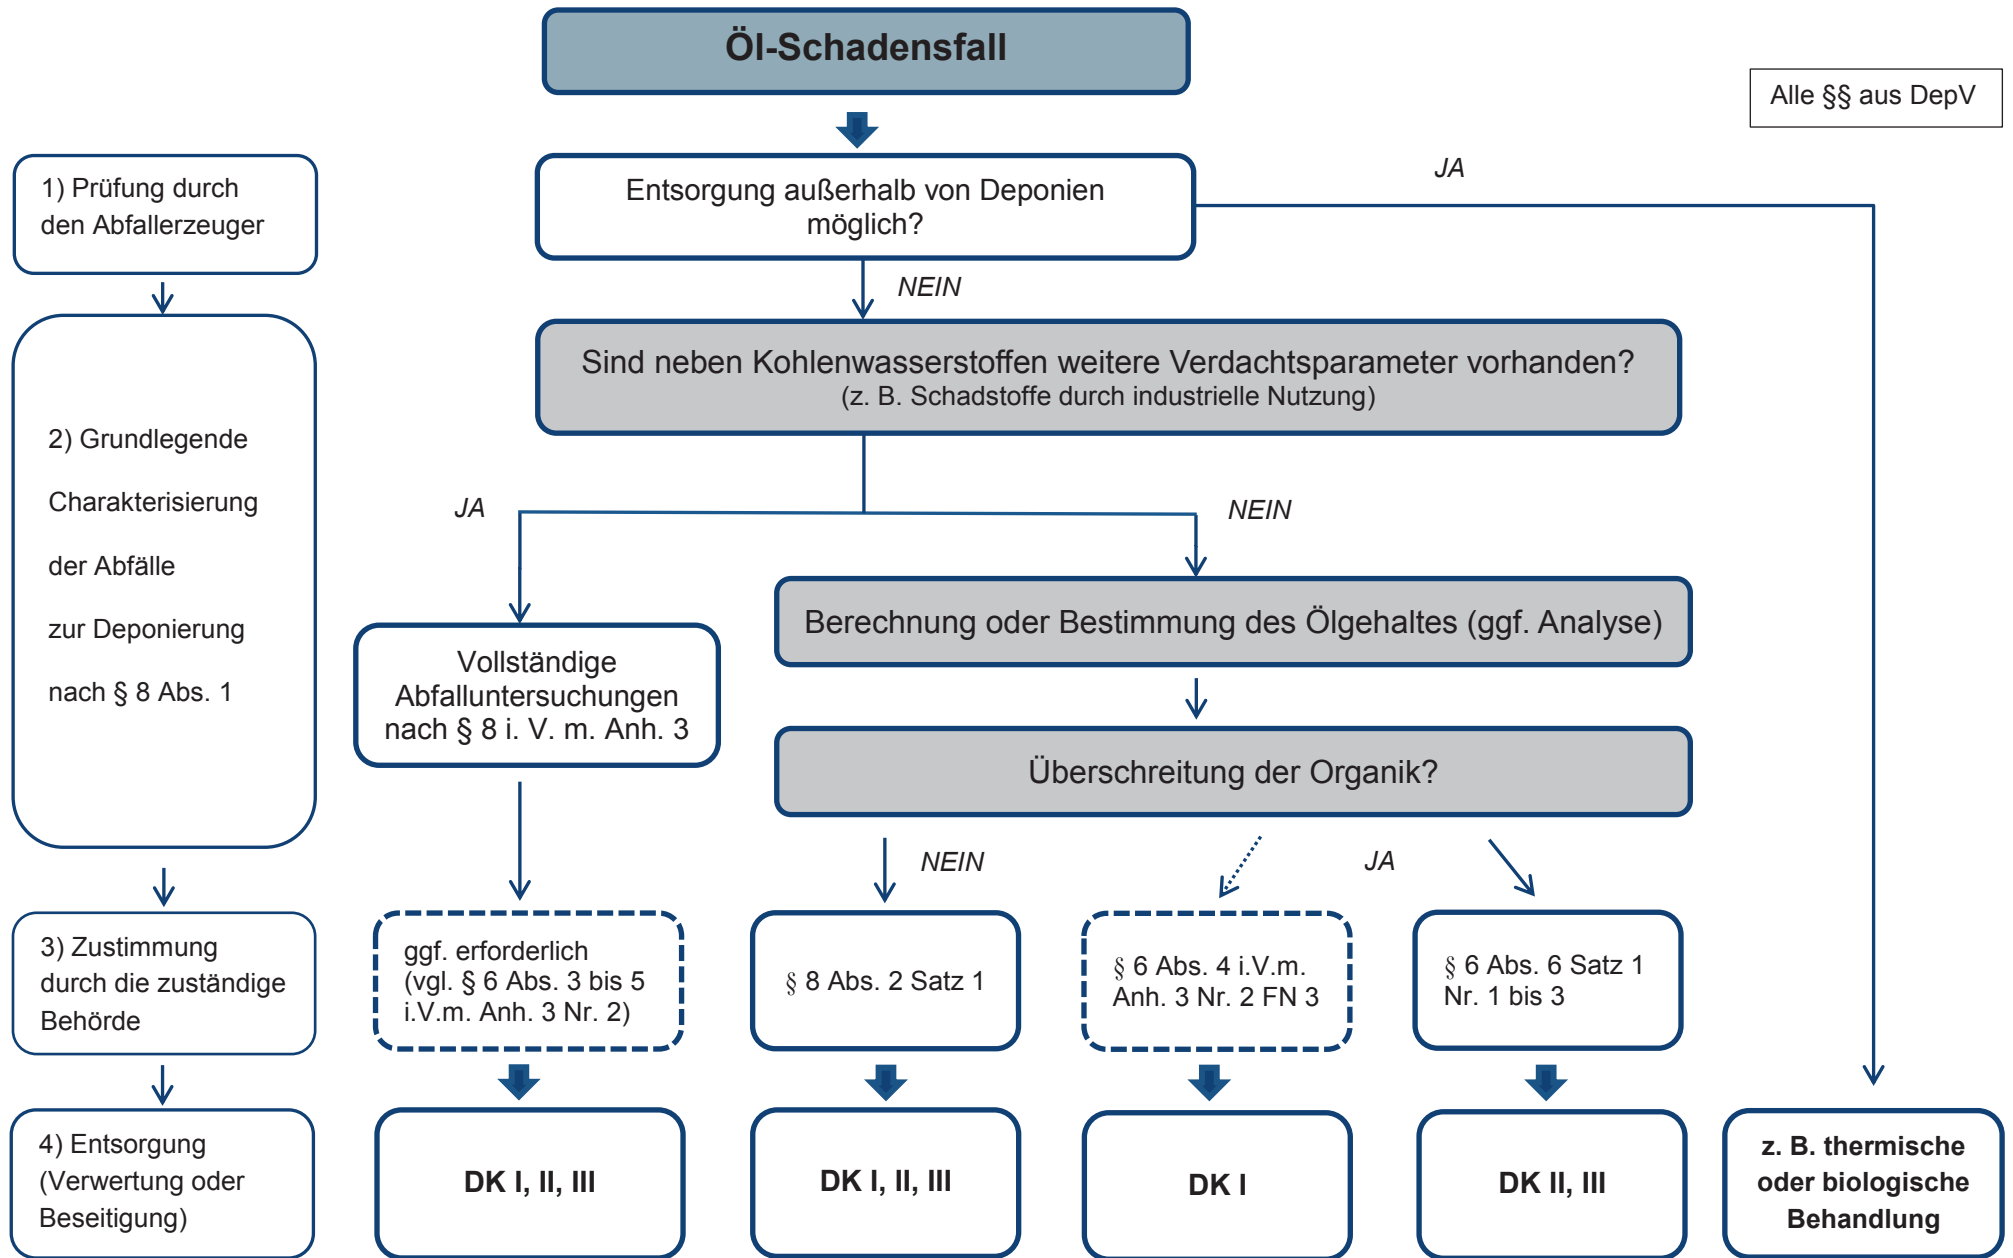 Öl-Schadensfall
Alle §§ aus DepV
1) Prüfung durch
den Abfallerzeuger
Entsorgung außerhalb von Deponien
möglich?
JA
NEIN
2) Grundlegende
Charakterisierung
der Abfälle
zur Deponierung
nach § 8 Abs. 1
Sind neben Kohlenwasserstoffen weitere Verdachtsparameter vorhanden?
(z. B. Schadstoffe durch industrielle Nutzung)
JA
NEIN
Vollständige
Abfalluntersuchungen
nach § 8 i. V. m. Anh. 3
Berechnung oder Bestimmung des Ölgehaltes (ggf. Analyse)
Überschreitung der Organik?
NEIN
JA
3) Zustimmung
durch die zuständige
Behörde
ggf. erforderlich
(vgl. § 6 Abs. 3 bis 5
i.V.m. Anh. 3 Nr. 2)
§ 8 Abs. 2 Satz 1
§ 6 Abs. 4 i.V.m.
Anh. 3 Nr. 2 FN 3
§ 6 Abs. 6 Satz 1
Nr. 1 bis 3
4) Entsorgung
(Verwertung oder
Beseitigung)
DK I, II, III
DK I, II, III
DK I
DK II, III
z. B. thermische
oder biologische
Behandlung